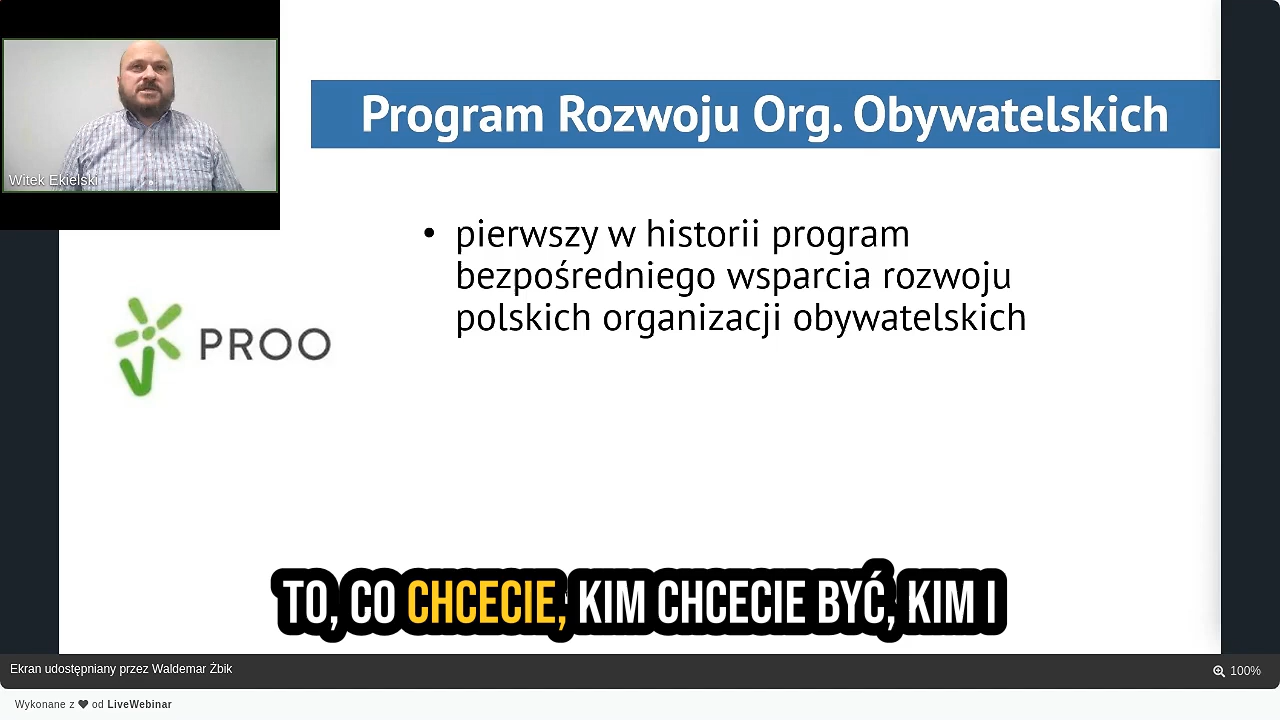 Witek Ekielski
Program Rozwoju Org. Obywatelskich
• pierwszy w historii program
bezpośredniego wsparcia rozwoju
polskich organizacji obywatelskich
PROO
TO, CO CHCECIE, KIM CHCECIE BYĆ, KIM I
Ekran udostępniany przez Waldemar Żbik
100%
Wykonane z ❤ od LiveWebinar